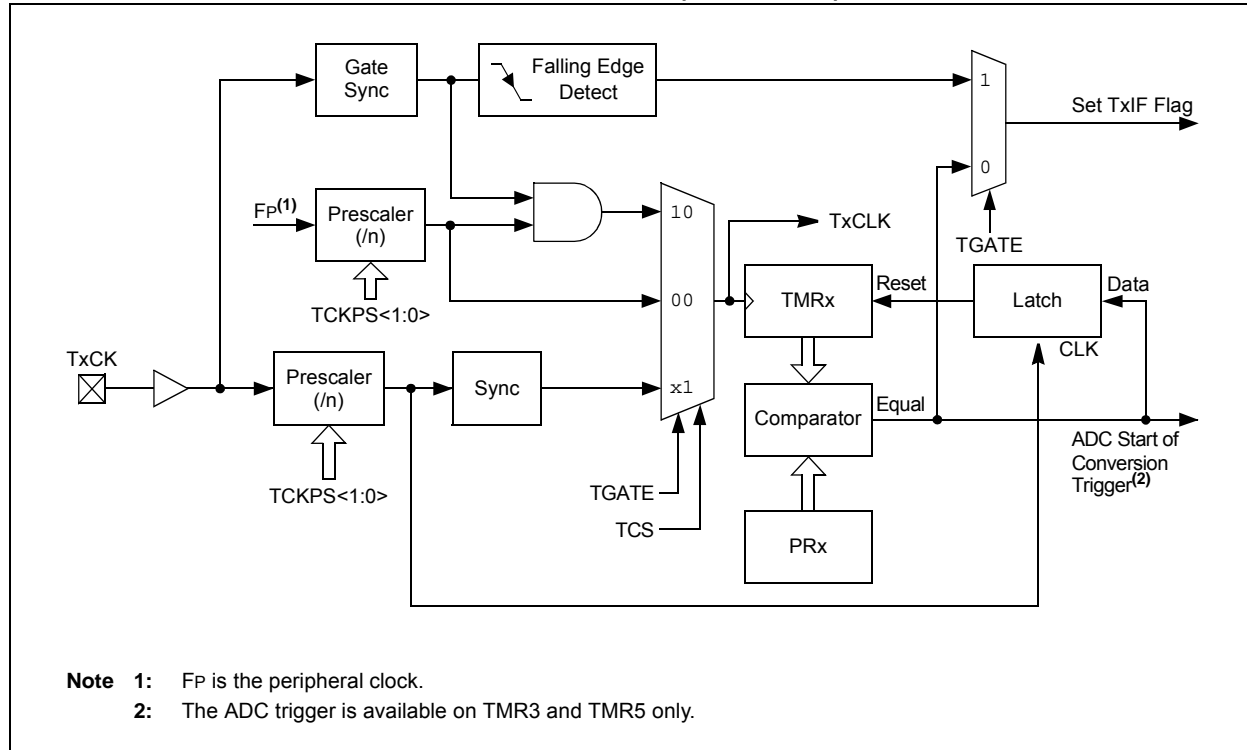 Gate
Sync
Falling Edge
Detect
1
Set TxIF Flag
0
FP(1)
Prescaler
(/n)
10
TxCLK
TGATE
TCKPS<1:0>
00
TMRx
Reset
Latch
Data
CLK
TxCK
Prescaler
(/n)
Sync
x1
Comparator
Equal
ADC Start of
Conversion
Trigger(2)
TCKPS<1:0>
TGATE
TCS
PRx
Note 1: FP is the peripheral clock.
2: The ADC trigger is available on TMR3 and TMR5 only.